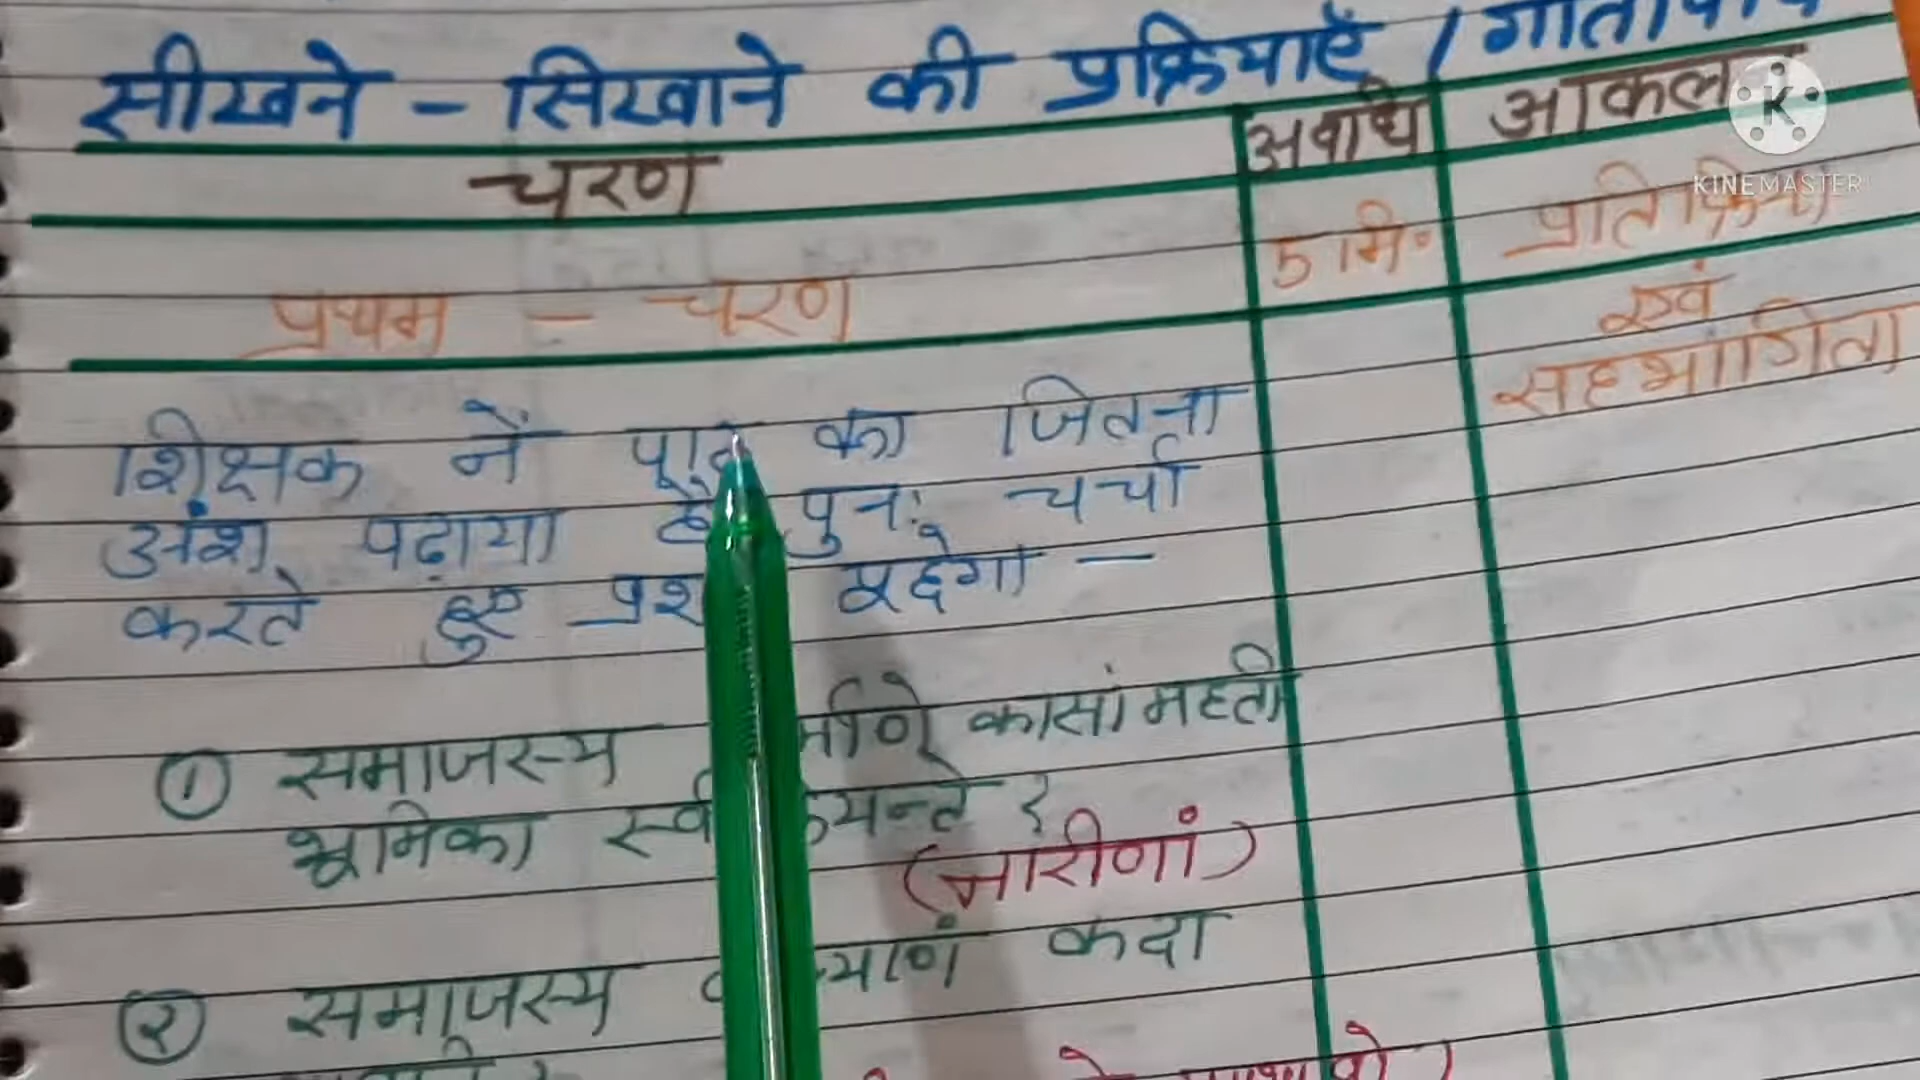 सीखने - सिखाने की प्रक्रियाऐं /
चरण
अवधि
आकलन
KINEMASTER
प्रथम - चरण
5 मि॰
प्रतिक्रिया
एवं
सहभागिता
शिक्षक नें का जितना
अंश पढ़ाया है पुनः चर्चा
करते हुए पूछेगा -
① समाजस्य कासां महती
भूमिका ?
(नारीणां)
② समाजस्य कदा